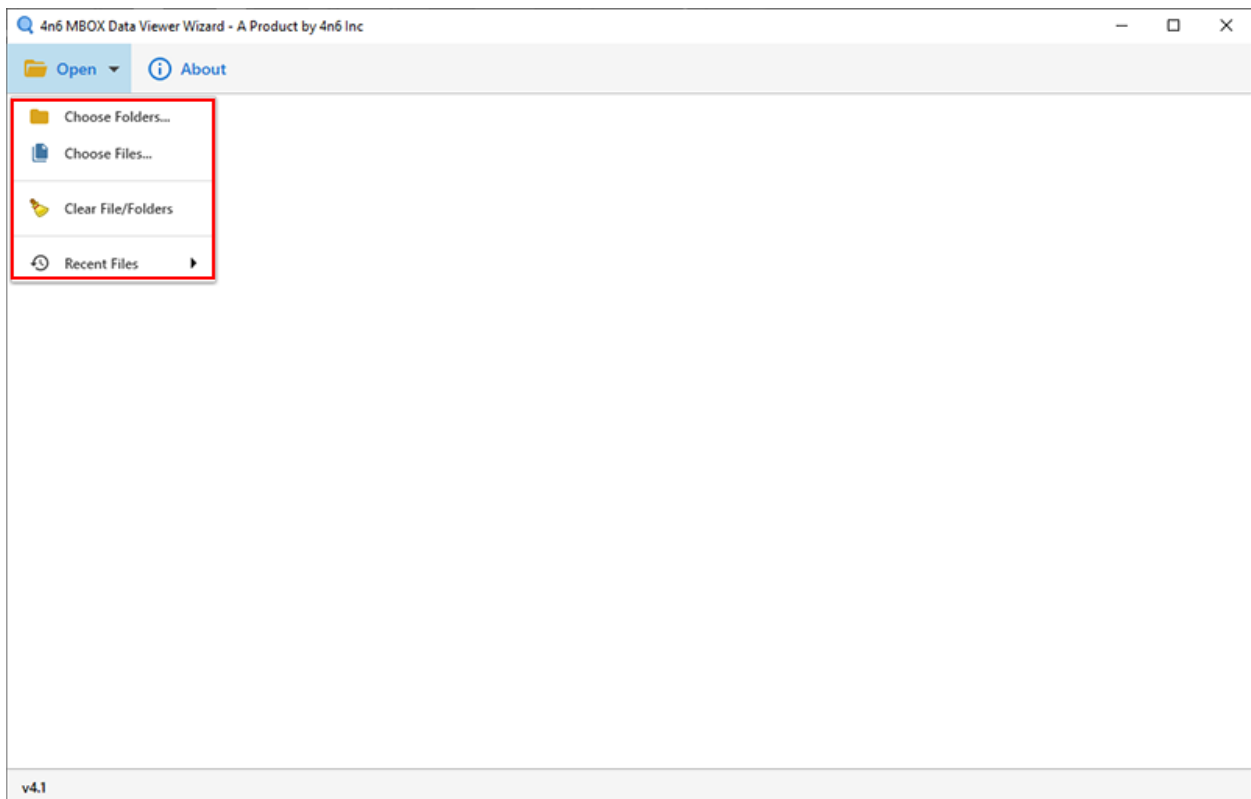 4n6 MBOX Data Viewer Wizard - A Product by 4n6 Inc
Open About
Choose Folders...
Choose Files...
Clear File/Folders
Recent Files
v4.1